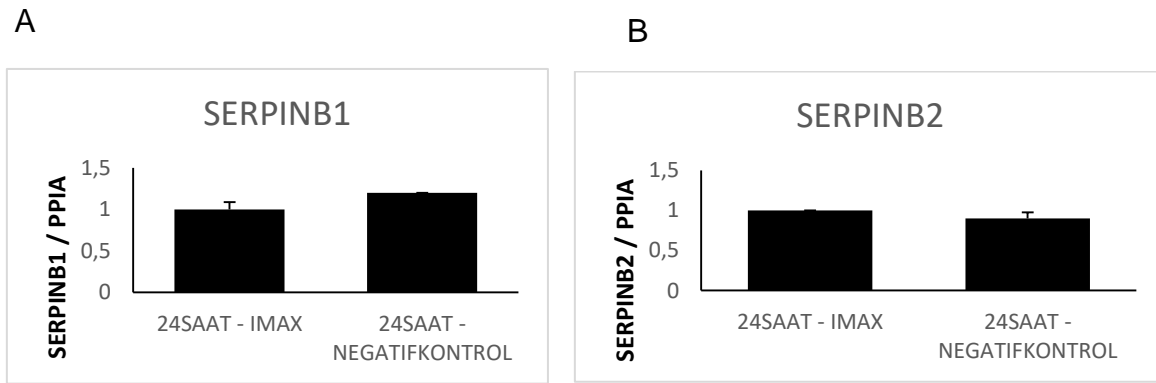 A
B
SERPINB1
SERPINB1 / PPIA
1,5
1
0,5
0
24SAAT - IMAX
24SAAT -
NEGATIFKONTROL
SERPINB2
SERPINB2 / PPIA
1,5
1
0,5
0
24SAAT - IMAX
24SAAT -
NEGATIFKONTROL